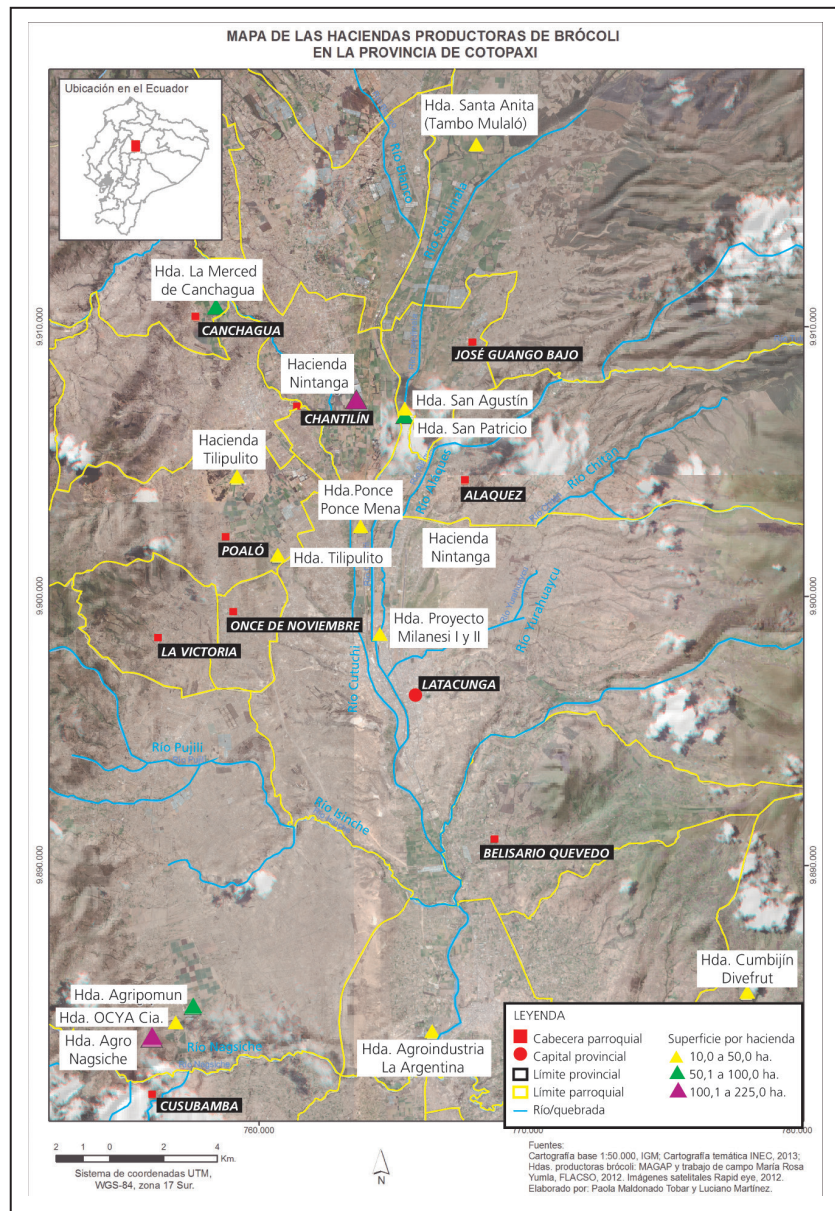 MAPA DE LAS HACIENDAS PRODUCTORAS DE BRÓCOLI
EN LA PROVINCIA DE COTOPAXI
Ubicación en el Ecuador
Hda. Santa Anita
(Tambo Mulaló)
Río Blanco
Hda. La Merced
de Canchagua
CANCHAGUA
9.910.000
9.910.000
JOSÉ GUANGO BAJO
Hacienda
Nintanga
CHANTILÍN
Hda. San Agustín
Hda. San Patricio
Hacienda
Tilipulito
Río Alaques
ALAQUEZ
Hda.Ponce
Ponce Mena
Hacienda
Nintanga
POALÓ
Hda. Tilipulito
9.900.000
9.900.000
ONCE DE NOVIEMBRE
Hda. Proyecto
Milanesi I y II
Río Yurahuaycu
LA VICTORIA
Río Cutuchi
LATACUNGA
Río Pujilí
Río Isinche
BELISARIO QUEVEDO
9.890.000
9.890.000
Hda. Cumbijín
Divefrut
Hda. Agripomun
Hda. OCYA Cia.
Hda. Agro
Nagsiche
Río Nagsiche
Hda. Agroindustria
La Argentina
CUSUBAMBA
LEYENDA
Cabecera parroquial
Capital provincial
Límite provincial
Límite parroquial
Río/quebrada
Superficie por hacienda
10,0 a 50,0 ha.
50,1 a 100,0 ha.
100,1 a 225,0 ha.
760.000
770.000
780.000
2 1 0 2 4 Km.
Sistema de coordenadas UTM,
WGS-84, zona 17 Sur.
N
Fuentes:
Cartografía base 1:50.000, IGM; Cartografía temática INEC, 2013;
Hdas. productoras brócoli: MAGAP y trabajo de campo María Rosa
Yumla, FLACSO, 2012. Imágenes satelitales Rapid eye, 2012.
Elaborado por: Paola Maldonado Tobar y Luciano Martínez.